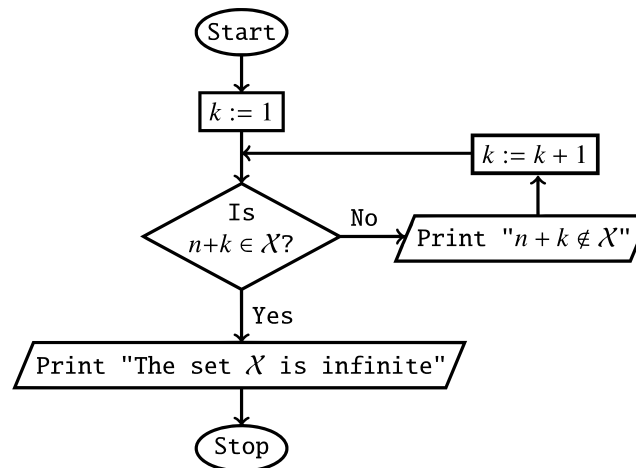 Start
k := 1
k := k + 1
Is
n+k ∈ 𝒳?
No
Print "n + k ∉ 𝒳"
Yes
Print "The set 𝒳 is infinite"
Stop